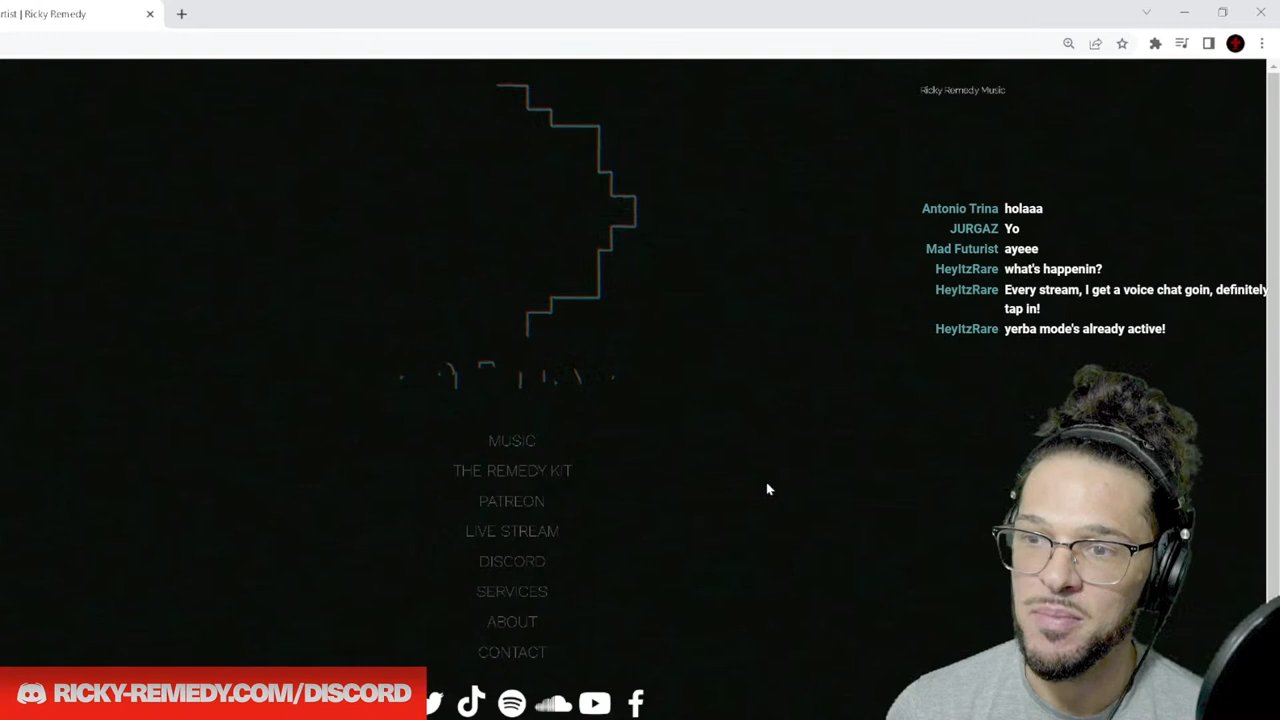 rtist | Ricky Remedy
Ricky Remedy Music
Antonio Trina holaaa
JURGAZ Yo
Mad Futurist ayeee
HeyItzRare what's happenin?
HeyItzRare Every stream, I get a voice chat goin, definitely
tap in!
HeyItzRare yerba mode's already active!
MUSIC
THE REMEDY KIT
PATREON
LIVE STREAM
DISCORD
SERVICES
ABOUT
CONTACT
RICKY-REMEDY.COM/DISCORD